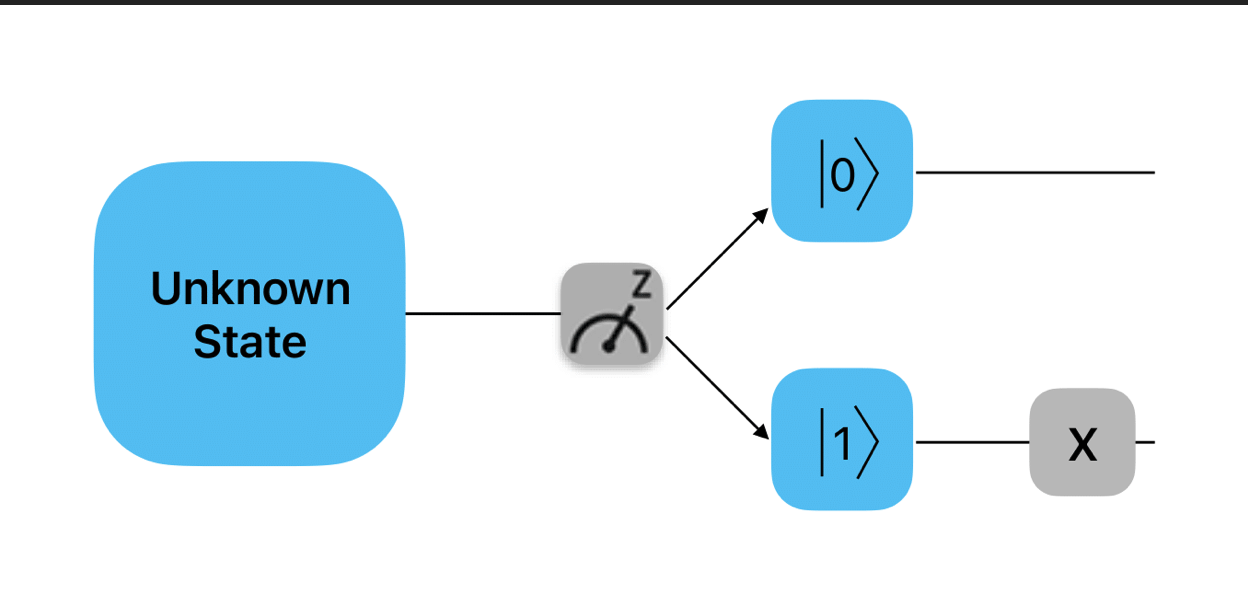 Unknown
State
Z
|0⟩
|1⟩
X